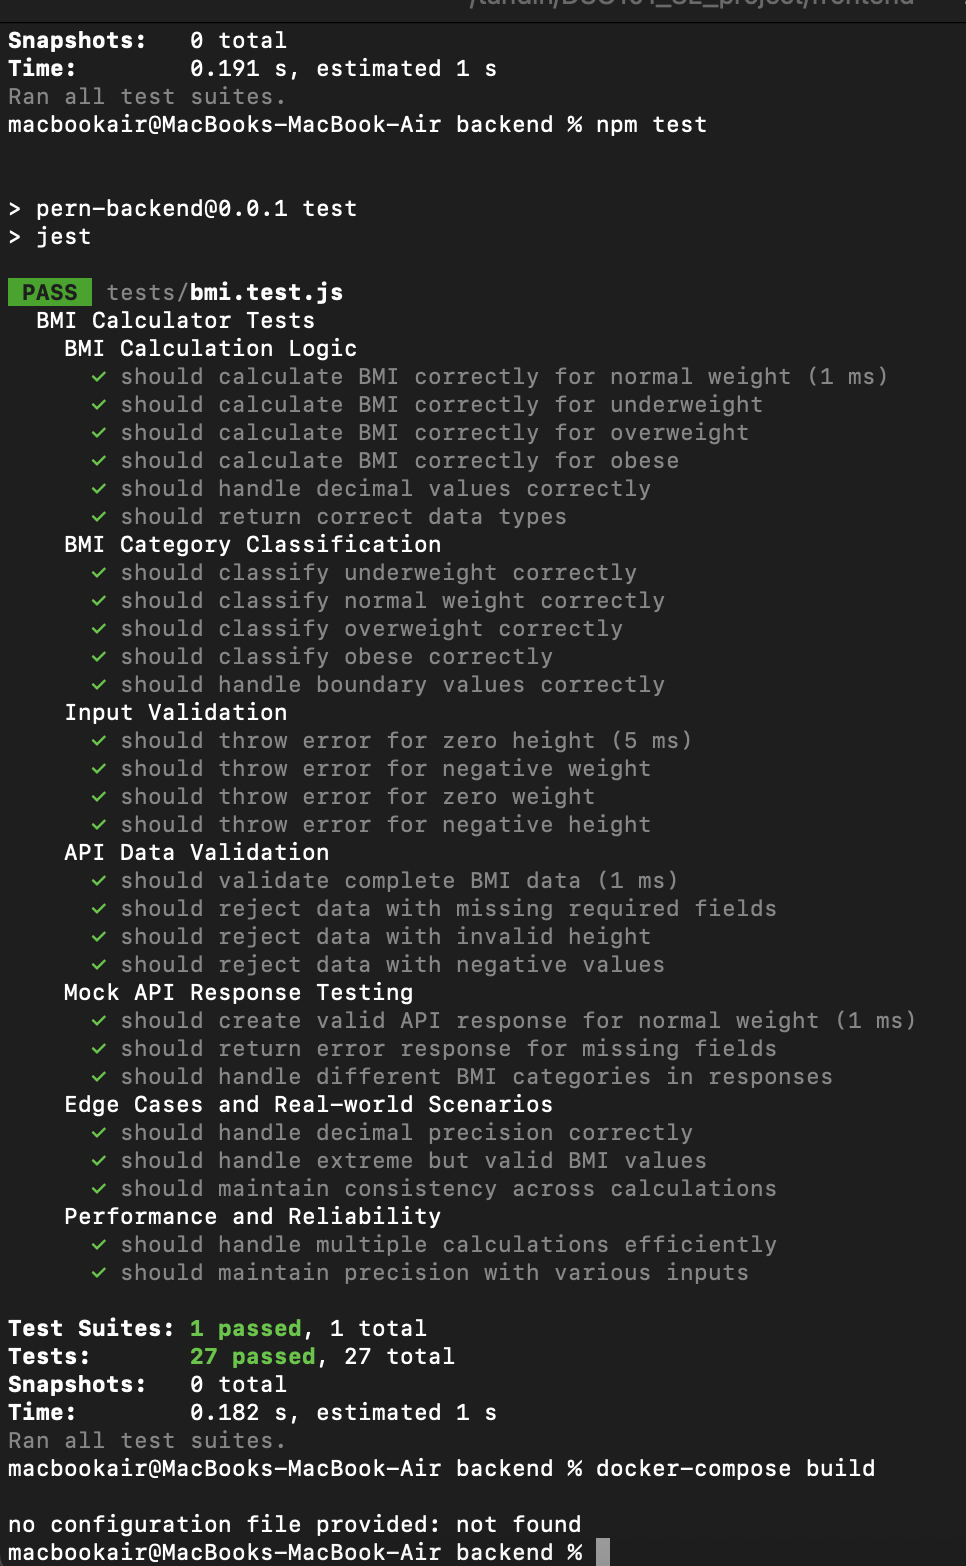 Snapshots:   0 total
Time:        0.191 s, estimated 1 s
Ran all test suites.
macbookair@MacBooks-MacBook-Air backend % npm test
> pern-backend@0.0.1 test
> jest
PASS tests/bmi.test.js
BMI Calculator Tests
BMI Calculation Logic
✓ should calculate BMI correctly for normal weight (1 ms)
✓ should calculate BMI correctly for underweight
✓ should calculate BMI correctly for overweight
✓ should calculate BMI correctly for obese
✓ should handle decimal values correctly
✓ should return correct data types
BMI Category Classification
✓ should classify underweight correctly
✓ should classify normal weight correctly
✓ should classify overweight correctly
✓ should classify obese correctly
✓ should handle boundary values correctly
Input Validation
✓ should throw error for zero height (5 ms)
✓ should throw error for negative weight
✓ should throw error for zero weight
✓ should throw error for negative height
API Data Validation
✓ should validate complete BMI data (1 ms)
✓ should reject data with missing required fields
✓ should reject data with invalid height
✓ should reject data with negative values
Mock API Response Testing
✓ should create valid API response for normal weight (1 ms)
✓ should return error response for missing fields
✓ should handle different BMI categories in responses
Edge Cases and Real-world Scenarios
✓ should handle decimal precision correctly
✓ should handle extreme but valid BMI values
✓ should maintain consistency across calculations
Performance and Reliability
✓ should handle multiple calculations efficiently
✓ should maintain precision with various inputs
Test Suites: 1 passed, 1 total
Tests:       27 passed, 27 total
Snapshots:   0 total
Time:        0.182 s, estimated 1 s
Ran all test suites.
macbookair@MacBooks-MacBook-Air backend % docker-compose build
no configuration file provided: not found
macbookair@MacBooks-MacBook-Air backend %